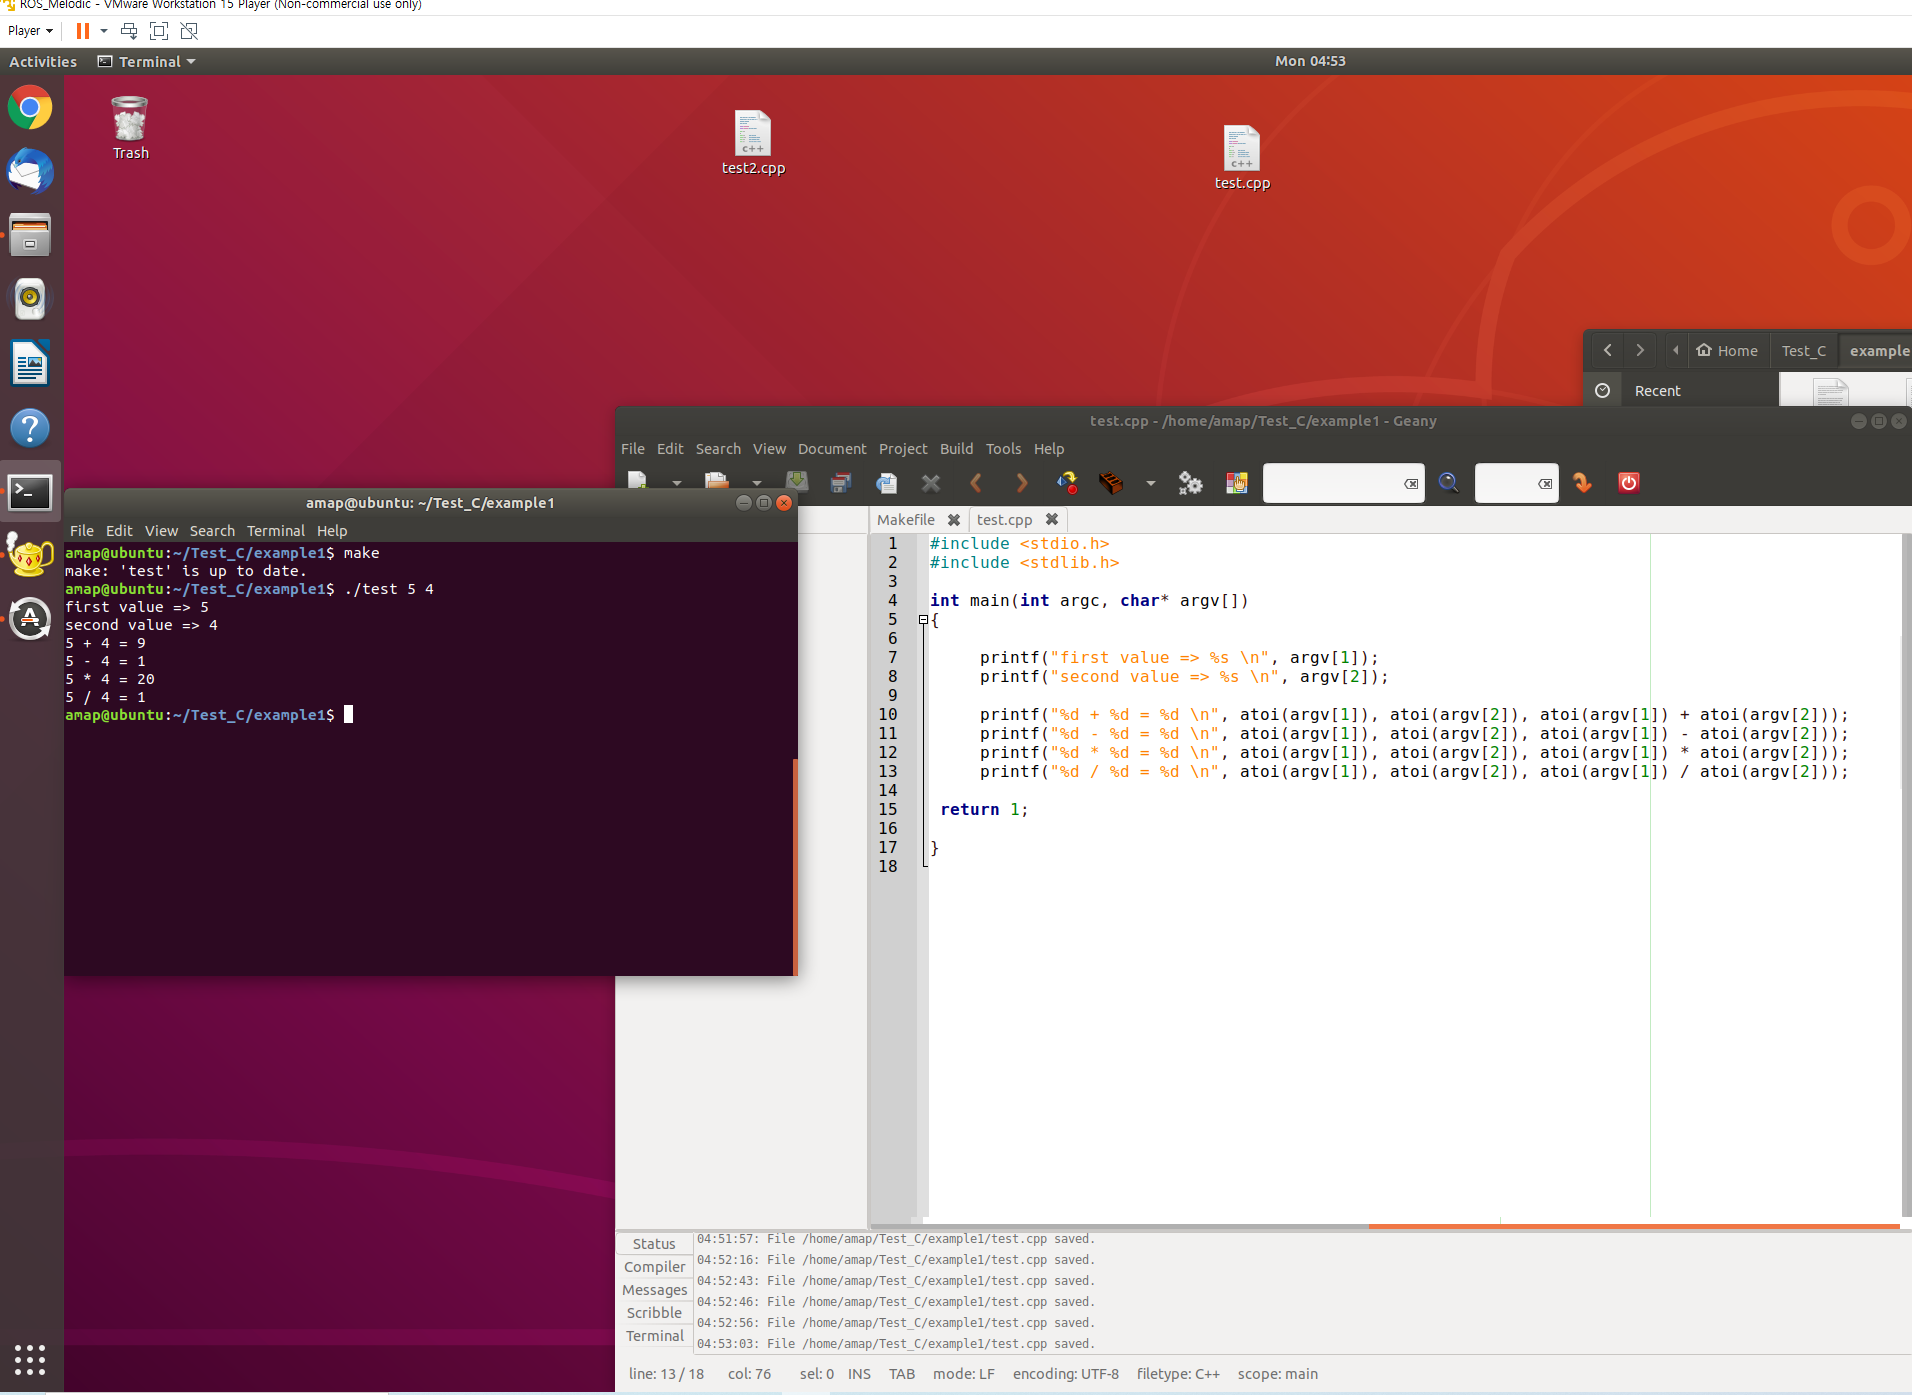 ROS_Melodic - VMware Workstation 15 Player (Non-commercial use only)
Player
Activities
Terminal
Mon 04:53
Trash
c++
test2.cpp
c++
test.cpp
Home
Test_C
example
Recent
test.cpp - /home/amap/Test_C/example1 - Geany
File Edit Search View Document Project Build Tools Help
Makefile
test.cpp
1 #include <stdio.h>
2 #include <stdlib.h>
3
4 int main(int argc, char* argv[])
5 {
6
7 printf("first value => %s \n", argv[1]);
8 printf("second value => %s \n", argv[2]);
9
10 printf("%d + %d = %d \n", atoi(argv[1]), atoi(argv[2]), atoi(argv[1]) + atoi(argv[2]));
11 printf("%d - %d = %d \n", atoi(argv[1]), atoi(argv[2]), atoi(argv[1]) - atoi(argv[2]));
12 printf("%d * %d = %d \n", atoi(argv[1]), atoi(argv[2]), atoi(argv[1]) * atoi(argv[2]));
13 printf("%d / %d = %d \n", atoi(argv[1]), atoi(argv[2]), atoi(argv[1]) / atoi(argv[2]));
14
15 return 1;
16
17 }
18
amap@ubuntu: ~/Test_C/example1
File Edit View Search Terminal Help
amap@ubuntu:~/Test_C/example1$ make
make: 'test' is up to date.
amap@ubuntu:~/Test_C/example1$ ./test 5 4
first value => 5
second value => 4
5 + 4 = 9
5 - 4 = 1
5 * 4 = 20
5 / 4 = 1
amap@ubuntu:~/Test_C/example1$
Status
Compiler
Messages
Scribble
Terminal
04:51:57: File /home/amap/Test_C/example1/test.cpp saved.
04:52:16: File /home/amap/Test_C/example1/test.cpp saved.
04:52:43: File /home/amap/Test_C/example1/test.cpp saved.
04:52:46: File /home/amap/Test_C/example1/test.cpp saved.
04:52:56: File /home/amap/Test_C/example1/test.cpp saved.
04:53:03: File /home/amap/Test_C/example1/test.cpp saved.
line: 13 / 18 col: 76 sel: 0 INS TAB mode: LF encoding: UTF-8 filetype: C++ scope: main